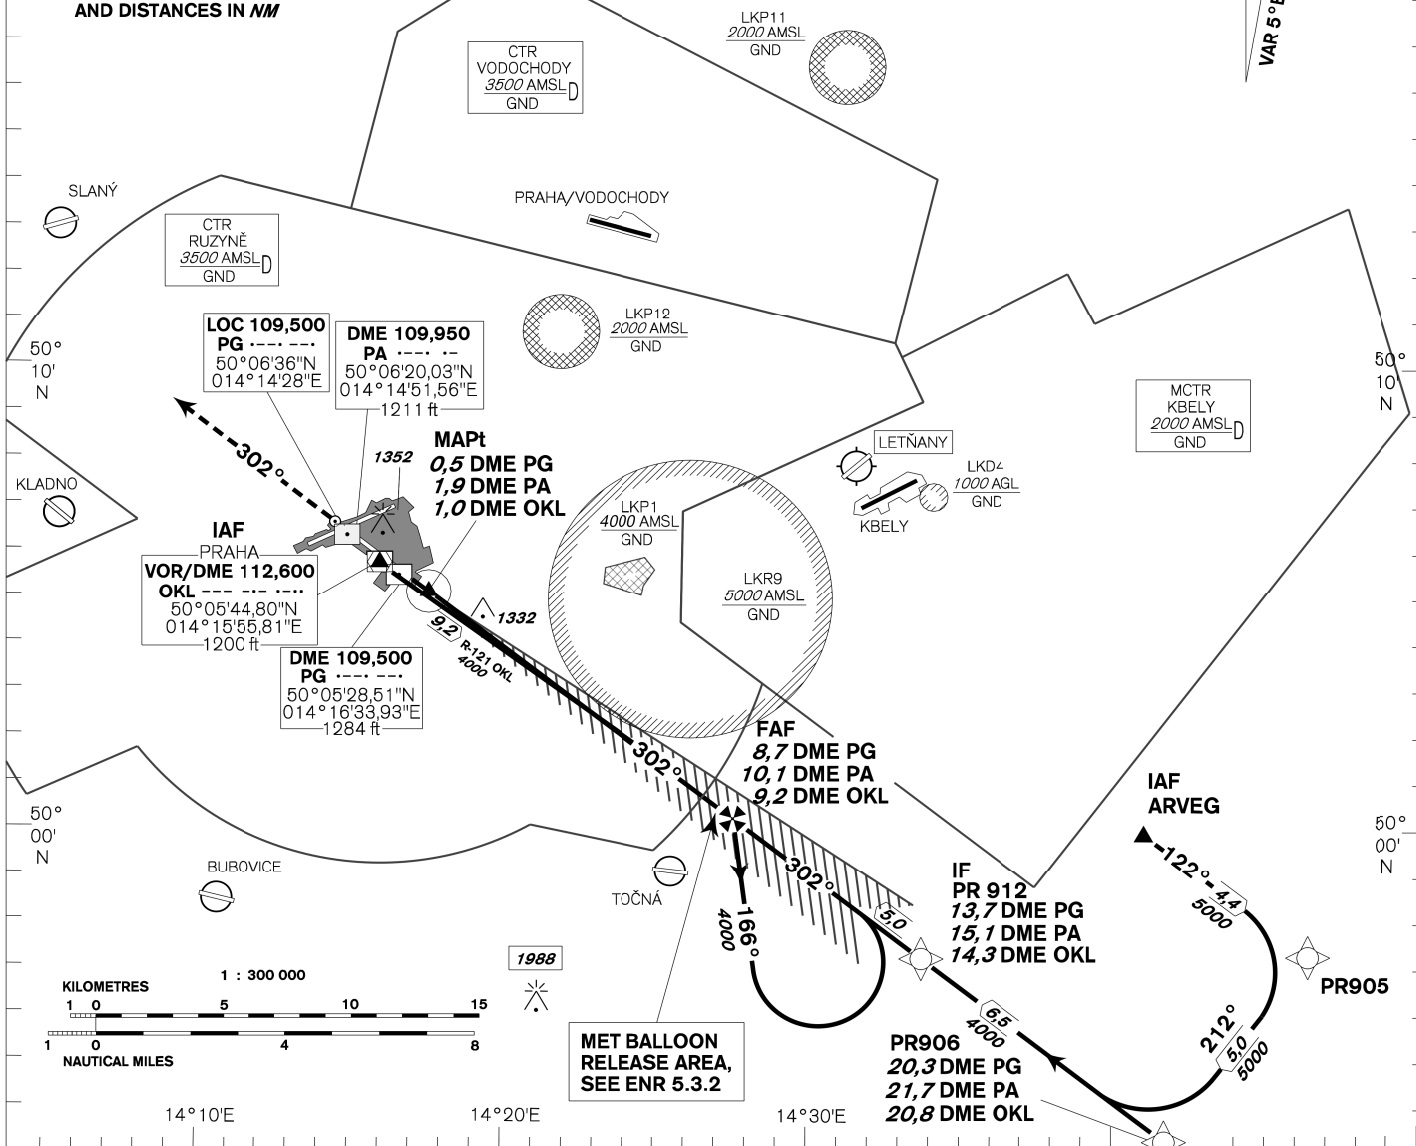 AND DISTANCES IN NM
VAR 5°E
LKP11
2000 AMSL
GND
CTR
VODOCHODY
3500 AMSL D
GND
SLANÝ
PRAHA/VODOCHODY
CTR
RUZYNĚ
3500 AMSL D
GND
LKP12
2000 AMSL
GND
LOC 109,500
PG ·--· --·
50°06'36"N
014°14'28"E
DME 109,950
PA ·--· ·-
50°06'20,03"N
014°14'51,56"E
1211 ft
50°
10'
N
50°
10'
N
MCTR
KBELY
2000 AMSL D
GND
302°
1352
MAPt
0,5 DME PG
1,9 DME PA
1,0 DME OKL
LETŇANY
LKD4
1000 AGL
GND
KBELY
KLADNO
LKP1
4000 AMSL
GND
IAF
PRAHA
VOR/DME 112,600
OKL --- -·- ·-··
50°05'44,80"N
014°15'55,81"E
1200 ft
LKR9
5000 AMSL
GND
1332
9,2
R-121 OKL
4000
DME 109,500
PG ·--· --·
50°05'28,51"N
014°16'33,93"E
1284 ft
302°
FAF
8,7 DME PG
10,1 DME PA
9,2 DME OKL
IAF
ARVEG
50°
00'
N
50°
00'
N
122°
4,4
5000
BUBOVICE
TOČNÁ
302°
5,0
166°
4000
IF
PR 912
13,7 DME PG
15,1 DME PA
14,3 DME OKL
PR905
1988
1 : 300 000
KILOMETRES
1 0 5 10 15
1 0 4 8
NAUTICAL MILES
6,5
4000
212°
5,0
5000
MET BALLOON
RELEASE AREA,
SEE ENR 5.3.2
PR906
20,3 DME PG
21,7 DME PA
20,8 DME OKL
14°10'E
14°20'E
14°30'E